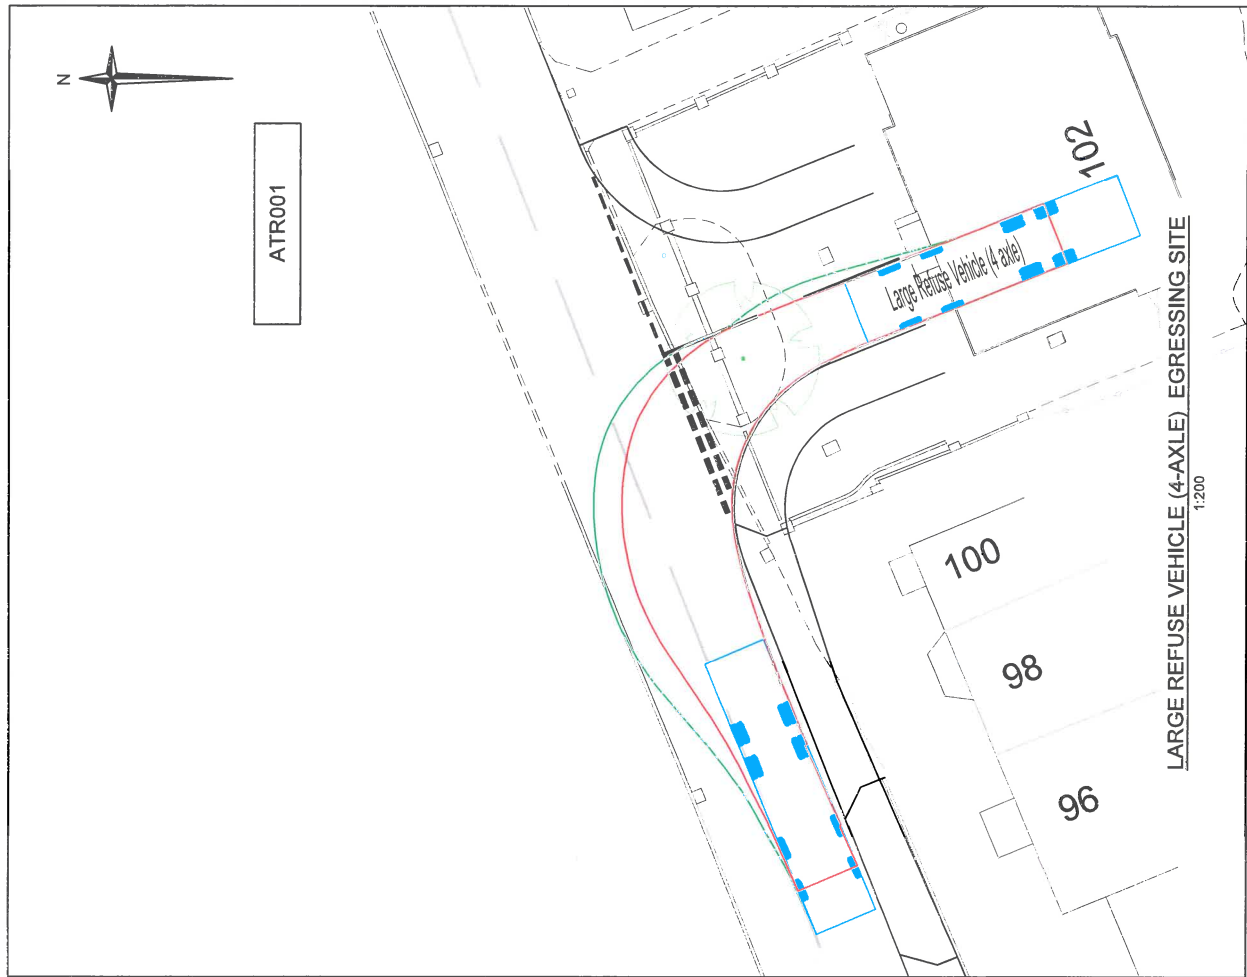 N
ATR001
102
Large Refuse Vehicle (4 axle)
100
98
96
LARGE REFUSE VEHICLE (4-AXLE) EGRESSING SITE
1:200